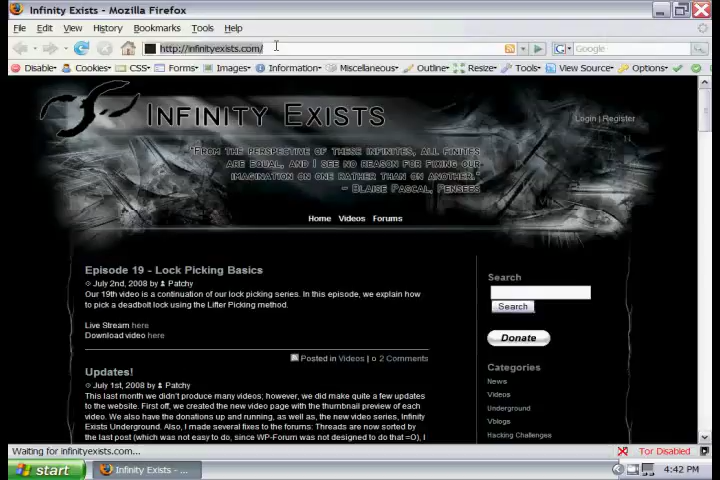 Infinity Exists - Mozilla Firefox
File Edit View History Bookmarks Tools Help
http://infinityexists.com/
Google
Disable Cookies CSS Forms Images Information Miscellaneous Outline Resize Tools View Source Options
Infinity Exists
Login | Register
"From the perspective of these infinites, all finites
are equal, and I see no reason for fixing our
imagination on one rather than on another."
~ Blaise Pascal, Pensees
Home Videos Forums
Episode 19 - Lock Picking Basics
July 2nd, 2008 by Patchy
Our 19th video is a continuation of our lock picking series. In this episode, we explain how
to pick a deadbolt lock using the Lifter Picking method.
Live Stream here
Download video here
Posted in Videos | 2 Comments
Updates!
July 1st, 2008 by Patchy
This last month we didn't produce many videos; however, we did make quite a few updates
to the website. First off, we created the new video page with the thumbnail preview of each
video. We also have the donations up and running, as well as, the new video series, Infinity
Exists Underground. Also, I made several fixes to the forums: Threads are now sorted by
the last post (which was not easy to do, since WP-Forum was not designed to do that =O), I
Search
Search
Donate
Categories
News
Videos
Underground
Vblogs
Hacking Challenges
Waiting for infinityexists.com...
Tor Disabled
start
Infinity Exists - ...
4:42 PM